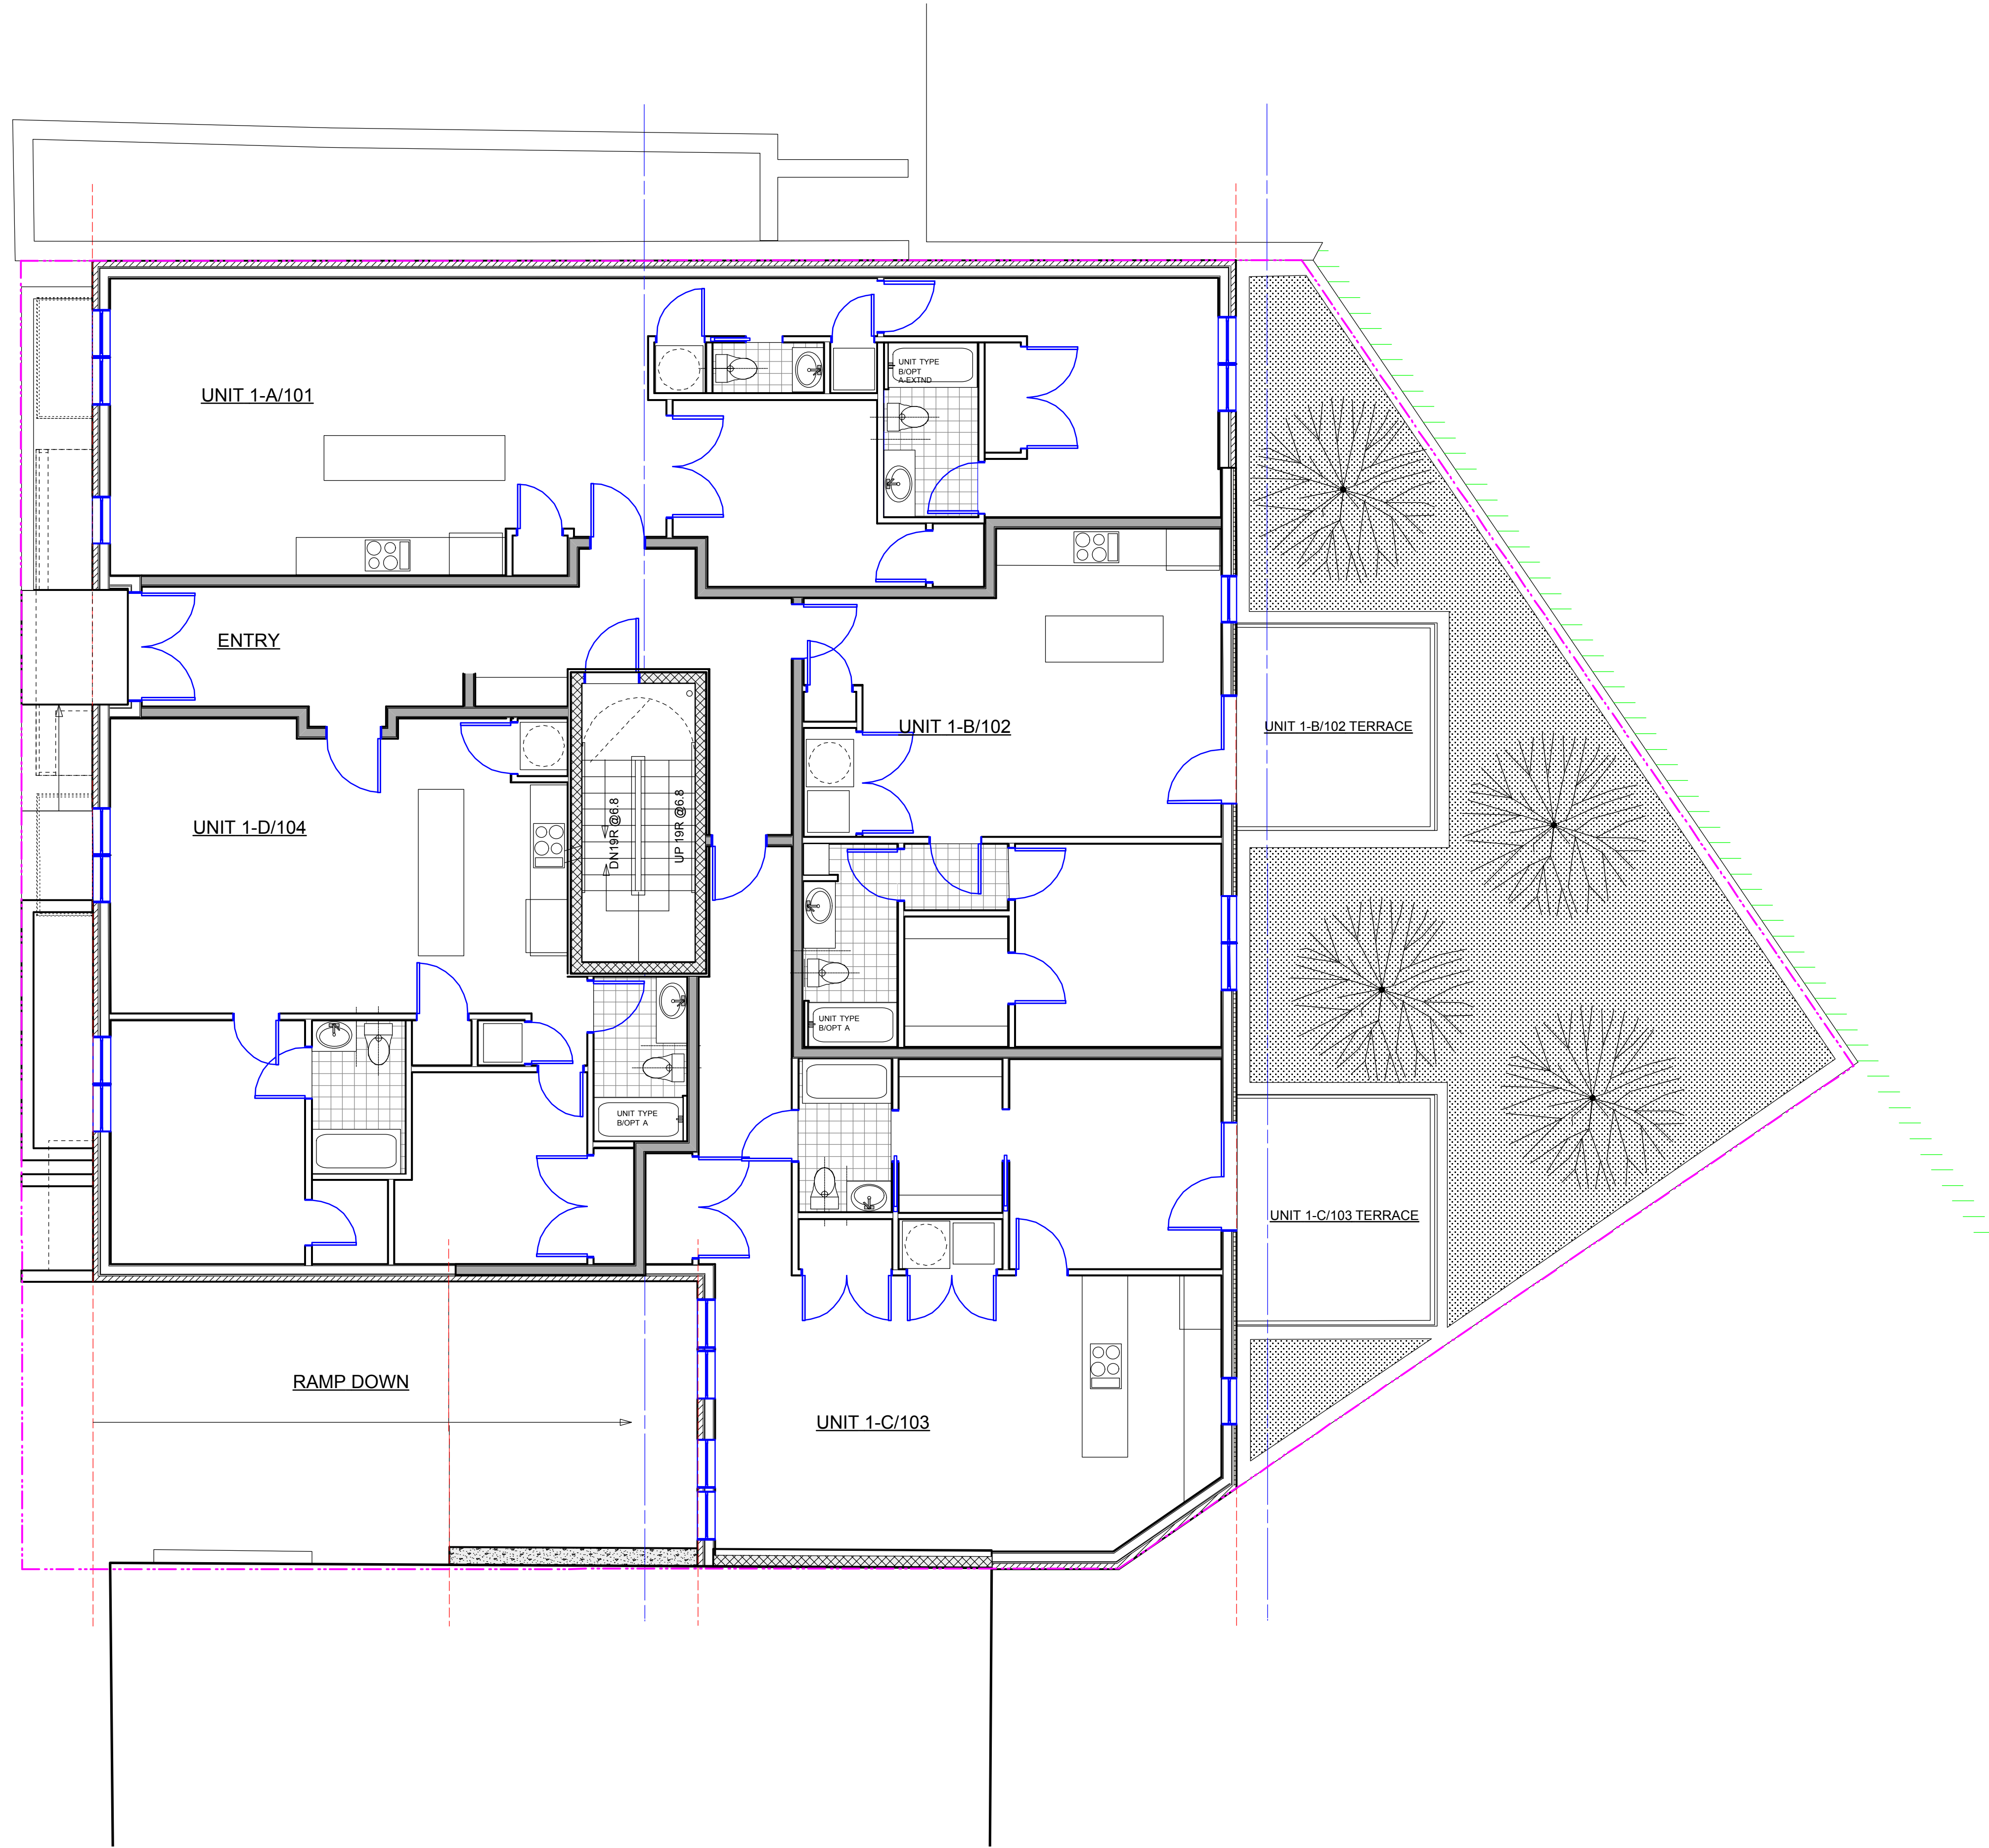 UNIT TYPE
B/OPT
A-EXTND
UNIT 1-A/101
ENTRY
UNIT 1-B/102
UNIT 1-B/102 TERRACE
DN19R @6.8
UP 19R @6.8
UNIT 1-D/104
UNIT TYPE
B/OPT A
UNIT TYPE
B/OPT A
UNIT 1-C/103 TERRACE
RAMP DOWN
UNIT 1-C/103